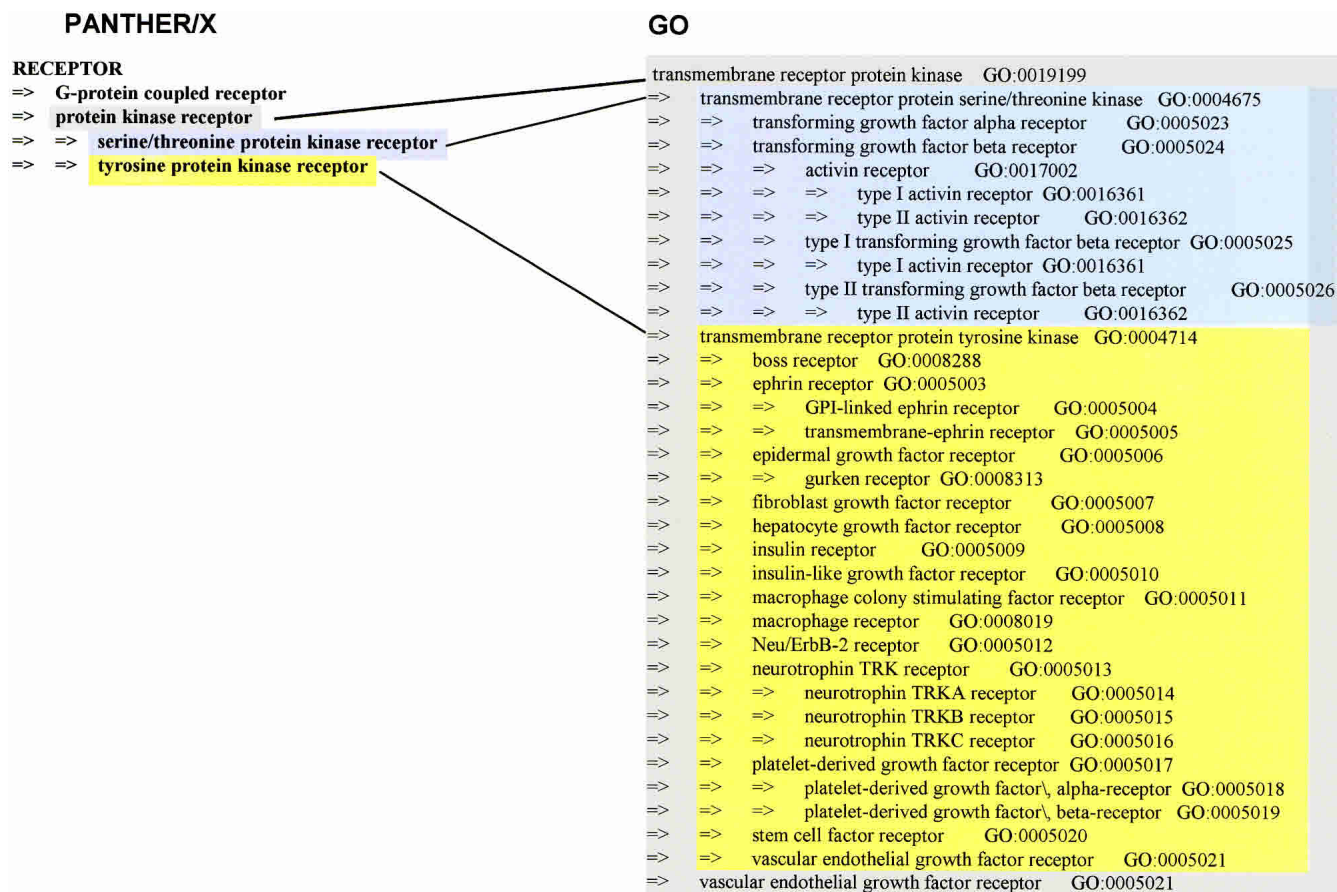 PANTHER/X
RECEPTOR
=> G-protein coupled receptor
=> protein kinase receptor
=> => serine/threonine protein kinase receptor
=> => tyrosine protein kinase receptor
GO
transmembrane receptor protein kinase GO:0019199
=> transmembrane receptor protein serine/threonine kinase GO:0004675
=> => transforming growth factor alpha receptor GO:0005023
=> => transforming growth factor beta receptor GO:0005024
=> => => activin receptor GO:0017002
=> => => => type I activin receptor GO:0016361
=> => => => type II activin receptor GO:0016362
=> => => type I transforming growth factor beta receptor GO:0005025
=> => => => type I activin receptor GO:0016361
=> => => type II transforming growth factor beta receptor GO:0005026
=> => => => type II activin receptor GO:0016362
=> transmembrane receptor protein tyrosine kinase GO:0004714
=> => boss receptor GO:0008288
=> => ephrin receptor GO:0005003
=> => => GPI-linked ephrin receptor GO:0005004
=> => => transmembrane-ephrin receptor GO:0005005
=> => epidermal growth factor receptor GO:0005006
=> => => gurken receptor GO:0008313
=> => fibroblast growth factor receptor GO:0005007
=> => hepatocyte growth factor receptor GO:0005008
=> => insulin receptor GO:0005009
=> => insulin-like growth factor receptor GO:0005010
=> => macrophage colony stimulating factor receptor GO:0005011
=> => macrophage receptor GO:0008019
=> => Neu/ErbB-2 receptor GO:0005012
=> => neurotrophin TRK receptor GO:0005013
=> => => neurotrophin TRKA receptor GO:0005014
=> => => neurotrophin TRKB receptor GO:0005015
=> => => neurotrophin TRKC receptor GO:0005016
=> => platelet-derived growth factor receptor GO:0005017
=> => => platelet-derived growth factor\, alpha-receptor GO:0005018
=> => => platelet-derived growth factor\, beta-receptor GO:0005019
=> => stem cell factor receptor GO:0005020
=> => vascular endothelial growth factor receptor GO:0005021
=> vascular endothelial growth factor receptor GO:0005021